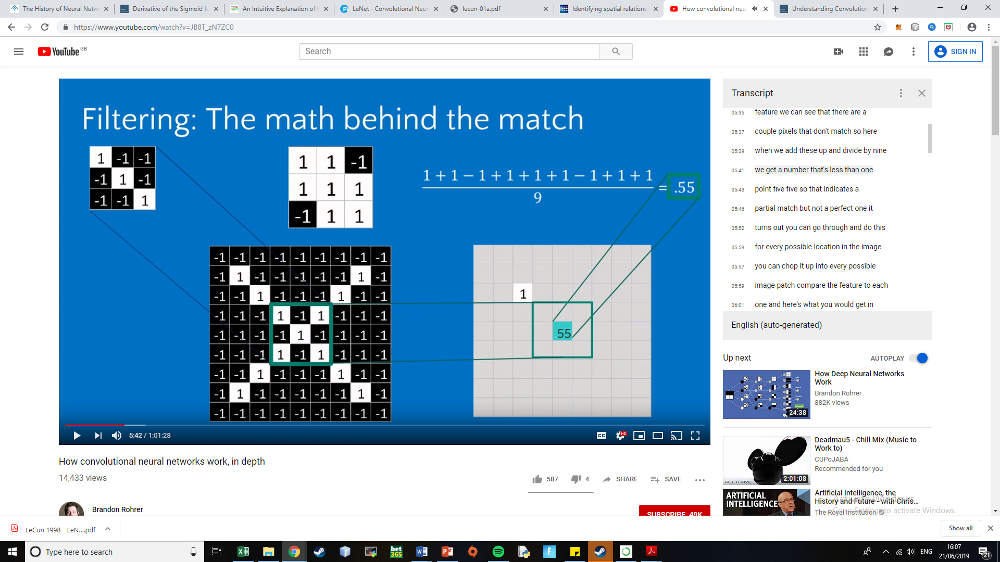 The History of Neural Netw
Derivative of the Sigmoid fu
An Intuitive Explanation of C
LeNet - Convolutional Neur
lecun-01a.pdf
Identifying spatial relations
How convolutional neur
Understanding Convolution
https://www.youtube.com/watch?v=JB8T_zN7ZC0
YouTube GB
Search
SIGN IN
Filtering: The math behind the match
1 -1 -1
-1 1 -1
-1 -1 1
1 1 -1
1 1 1
-1 1 1
1 + 1 − 1 + 1 + 1 + 1 − 1 + 1 + 1
9
= .55
-1 -1 -1 -1 -1 -1 -1 -1 -1
-1 1 -1 -1 -1 -1 -1 1 -1
-1 -1 1 -1 -1 -1 1 -1 -1
-1 -1 -1 1 -1 1 -1 -1 -1
-1 -1 -1 -1 1 -1 -1 -1 -1
-1 -1 -1 1 -1 1 -1 -1 -1
-1 -1 1 -1 -1 -1 1 -1 -1
-1 1 -1 -1 -1 -1 -1 1 -1
-1 -1 -1 -1 -1 -1 -1 -1 -1
1
.55
5:42 / 1:01:28
CC
HD
How convolutional neural networks work, in depth
14,433 views
587
4
SHARE
SAVE
Brandon Rohrer
SUBSCRIBE 49K
Transcript
05:35 feature we can see that there are a
05:37 couple pixels that don't match so here
05:39 when we add these up and divide by nine
05:41 we get a number that's less than one
05:43 point five five so that indicates a
05:46 partial match but not a perfect one it
05:52 turns out you can go through and do this
05:53 for every possible location in the image
05:57 you can chop it up into every possible
05:59 image patch compare the feature to each
06:01 one and here's what you would get in
English (auto-generated)
Up next
AUTOPLAY
24:38
How Deep Neural Networks
Work
Brandon Rohrer
882K views
ALL I HAVE
2:01:08
Deadmau5 - Chill Mix (Music to
Work to)
CUPoJABA
Recommended for you
ARTIFICIAL
INTELLIGENCE
Artificial Intelligence, the
History and Future - with Chris...
The Royal Institution
Activate Windows
Go to Settings to activate Windows.
LeCun 1998 - LeN....pdf
Show all
Type here to search
bet
365
ENG
16:07
21/06/2019
21